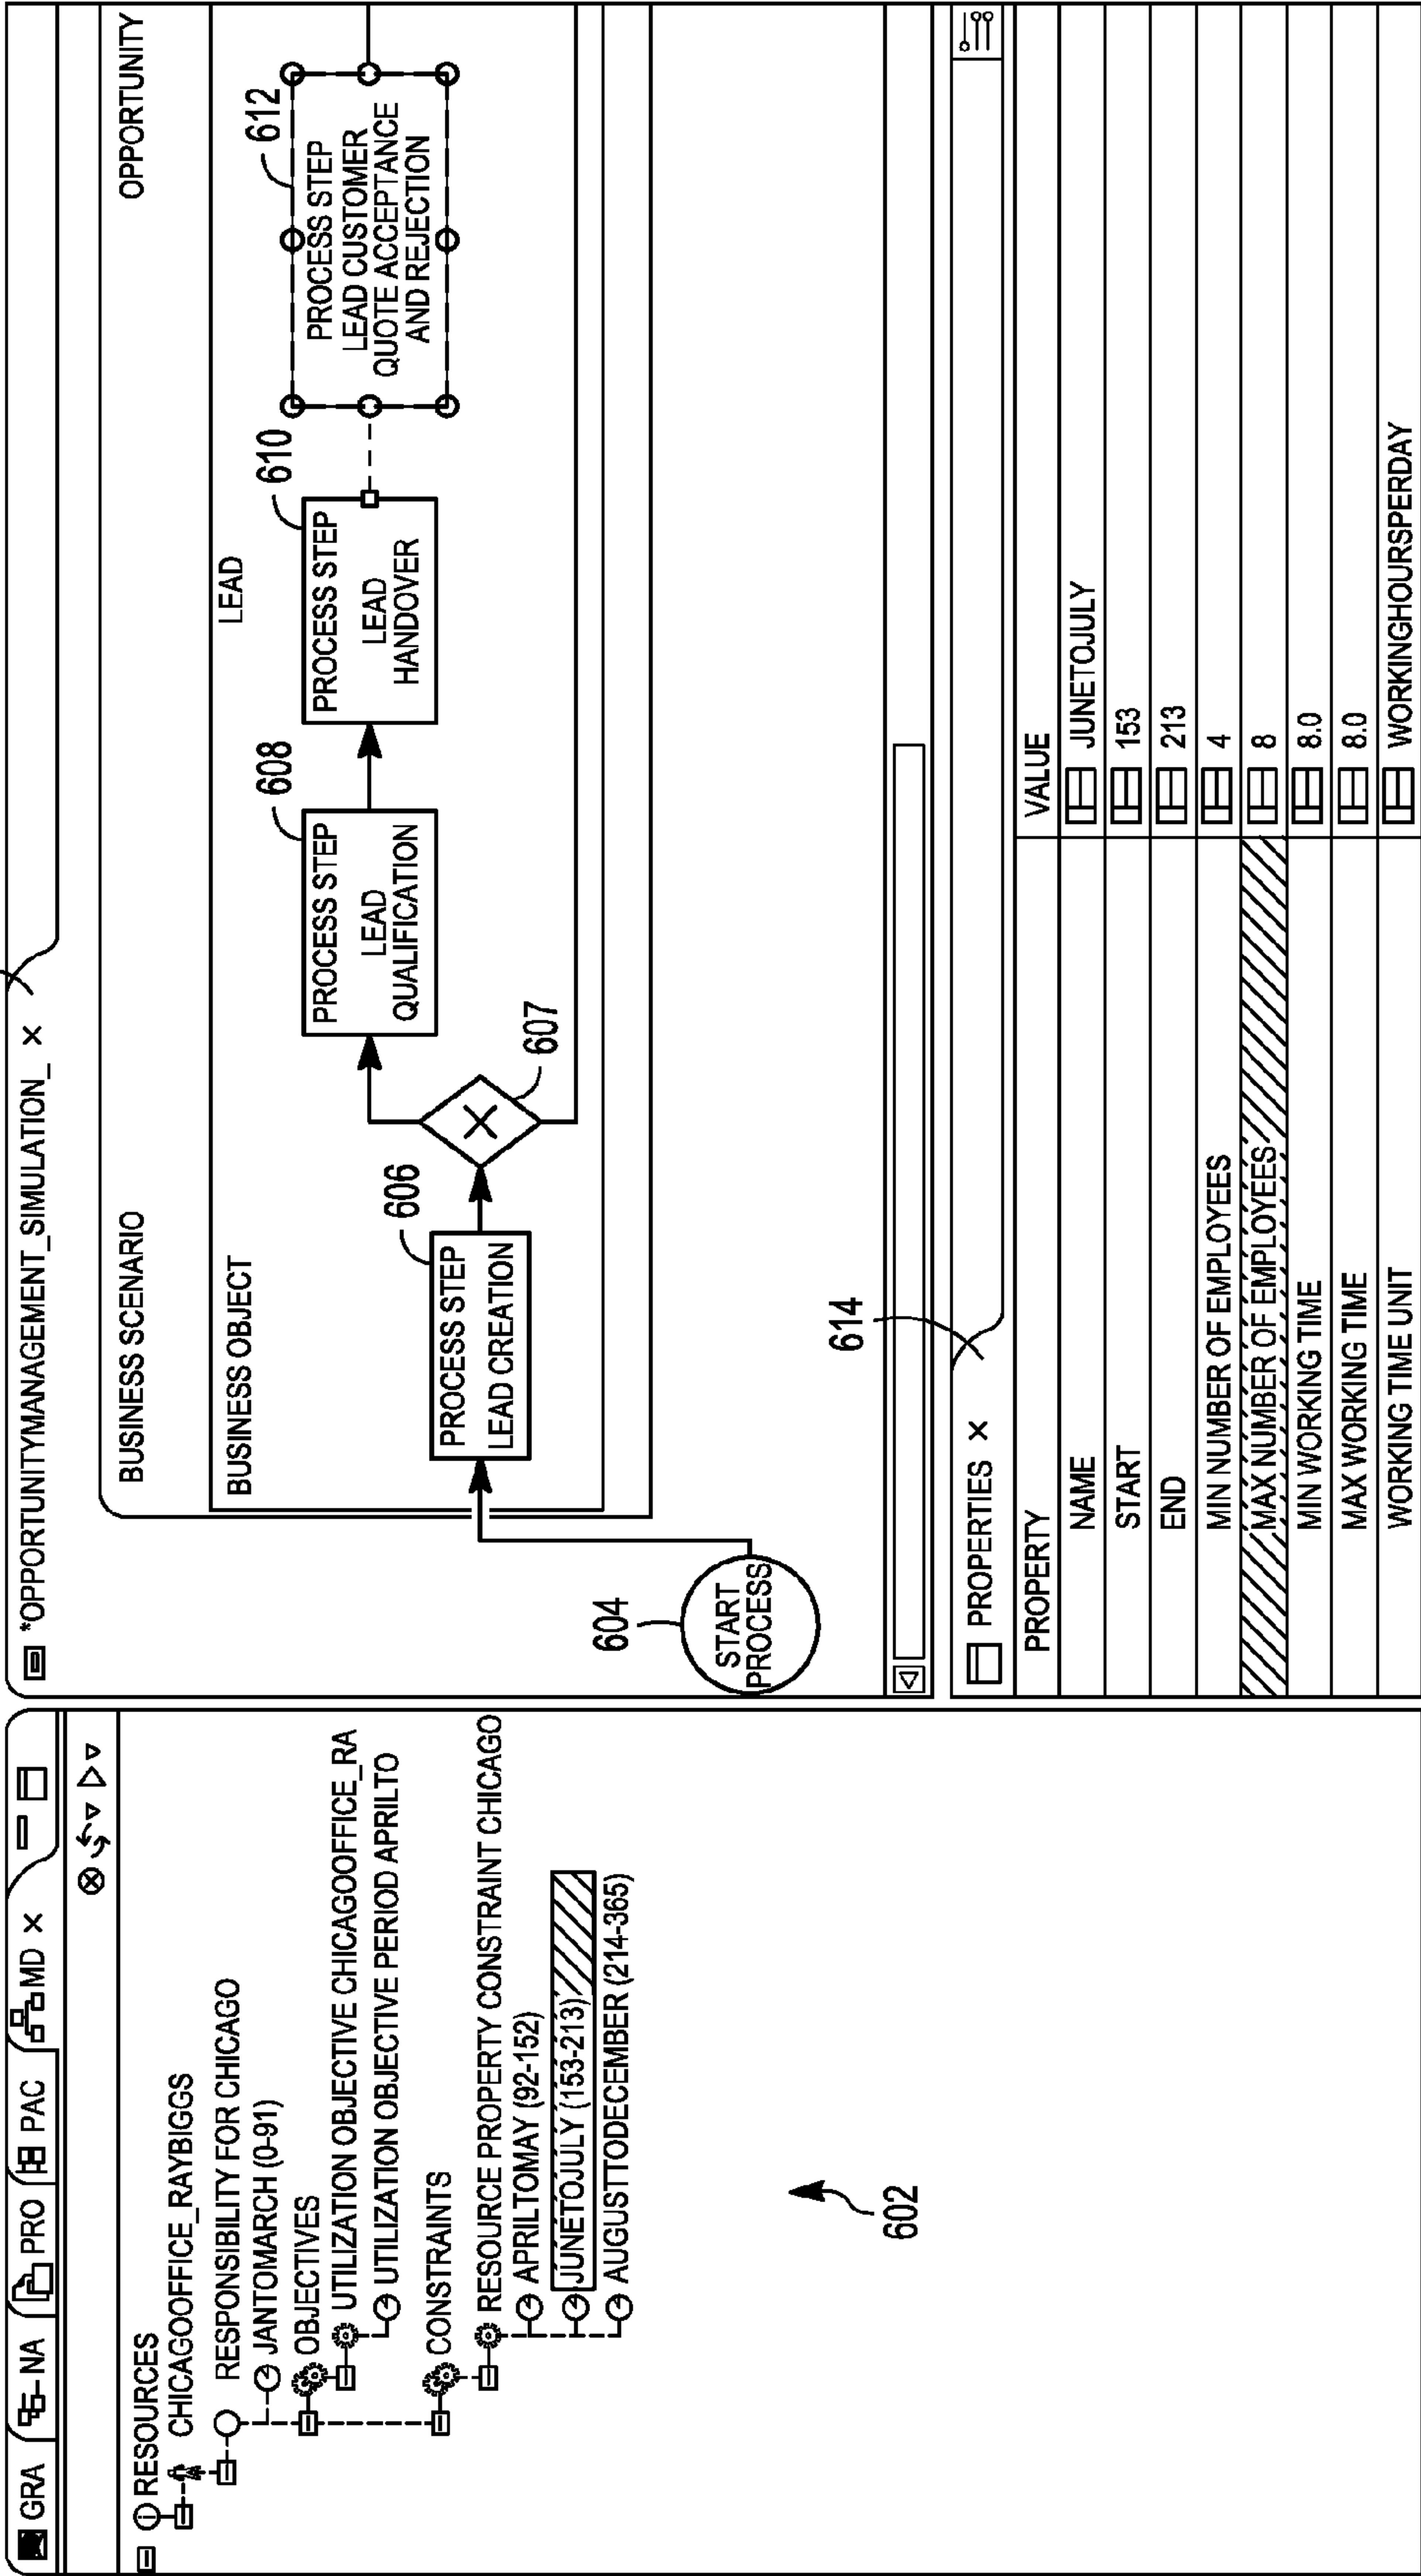 GRA
NA
PRO
PAC
MD ×
RESOURCES
CHICAGOOFFICE_RAYBIGGS
RESPONSIBILITY FOR CHICAGO
JANTOMARCH (0-91)
OBJECTIVES
UTILIZATION OBJECTIVE CHICAGOOFFICE_RA
UTILIZATION OBJECTIVE PERIOD APRILTO
CONSTRAINTS
RESOURCE PROPERTY CONSTRAINT CHICAGO
APRILTOMAY (92-152)
JUNETOJULY (153-213)
AUGUSTTODECEMBER (214-365)
602
*OPPORTUNITYMANAGEMENT_SIMULATION_ ×
BUSINESS SCENARIO
OPPORTUNITY
BUSINESS OBJECT
LEAD
604
START
PROCESS
606
PROCESS STEP
LEAD CREATION
607
608
PROCESS STEP
LEAD
QUALIFICATION
610
PROCESS STEP
LEAD
HANDOVER
612
PROCESS STEP
LEAD CUSTOMER
QUOTE ACCEPTANCE
AND REJECTION
614
PROPERTIES ×
PROPERTY VALUE
NAME JUNETOJULY
START 153
END 213
MIN NUMBER OF EMPLOYEES 4
MAX NUMBER OF EMPLOYEES 8
MIN WORKING TIME 8.0
MAX WORKING TIME 8.0
WORKING TIME UNIT WORKINGHOURSPERDAY